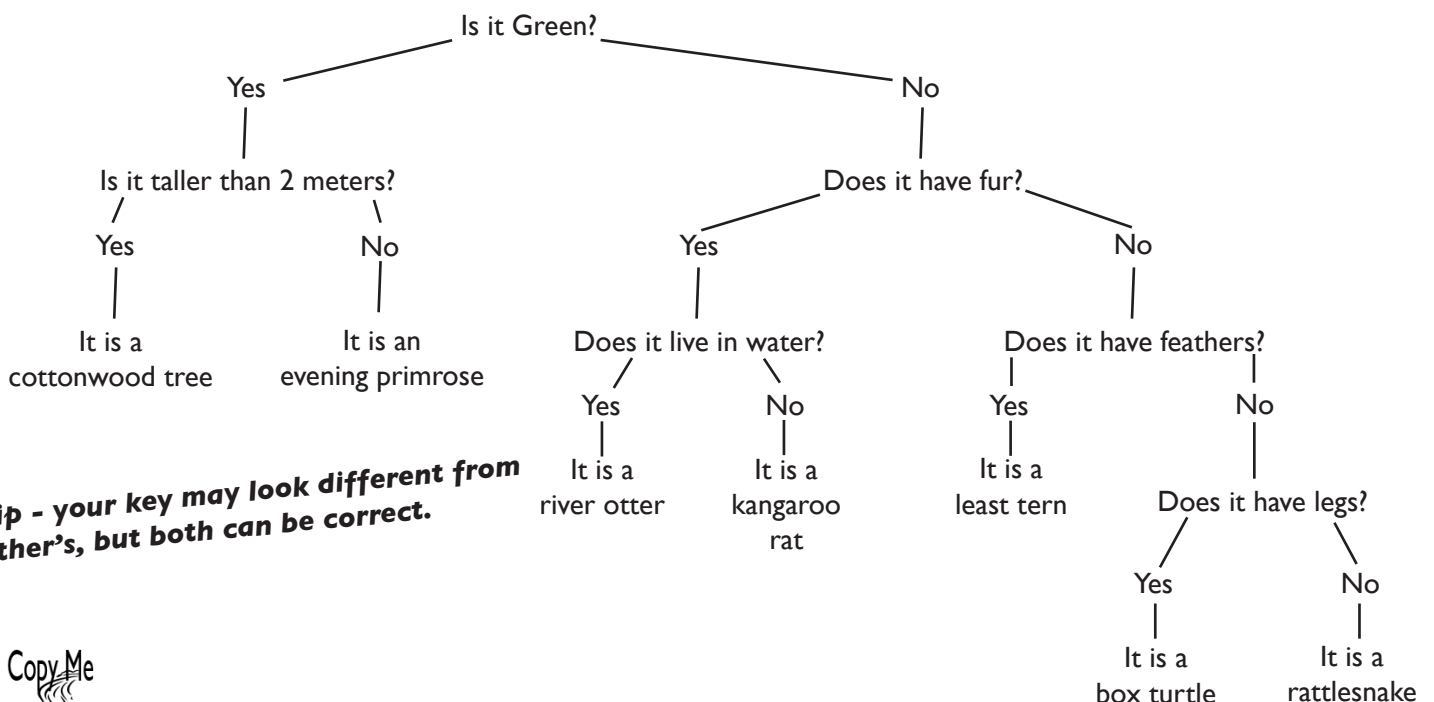 Is it Green?
Yes
No
Is it taller than 2 meters?
Does it have fur?
Yes
No
Yes
No
It is a
cottonwood tree
It is an
evening primrose
Does it live in water?
Does it have feathers?
Yes
No
Yes
No
It is a
river otter
It is a
kangaroo
rat
It is a
least tern
Does it have legs?
- your key may look different from
but both can be correct.
Yes
No
It is a
box turtle
It is a
rattlesnake
Copy Me